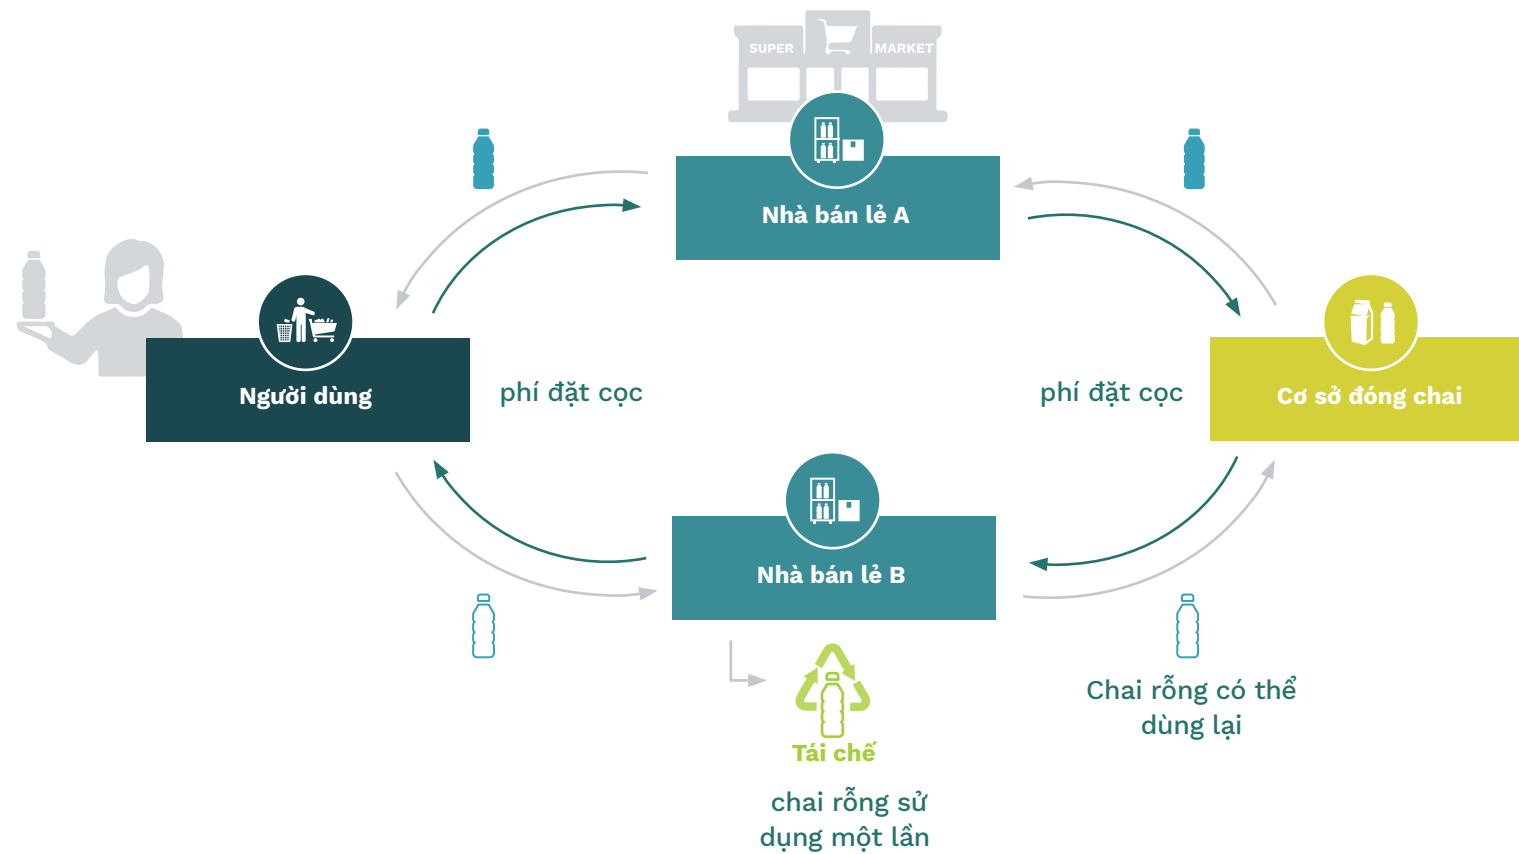 SUPER
MARKET
Nhà bán lẻ A
Người dùng
phí đặt cọc
phí đặt cọc
Cơ sở đóng chai
Nhà bán lẻ B
Tái chế
chai rỗng sử
dụng một lần
Chai rỗng có thể
dùng lại